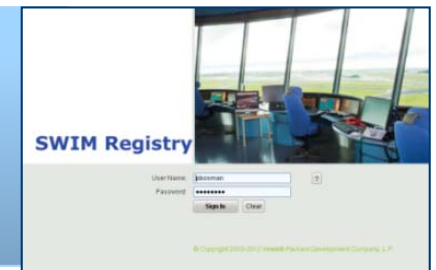 SWIM Registry
User Name:
?
Password:
••••••••
Sign In Clear
© Copyright 2003-2012 Hewlett-Packard Development Company, L.P.